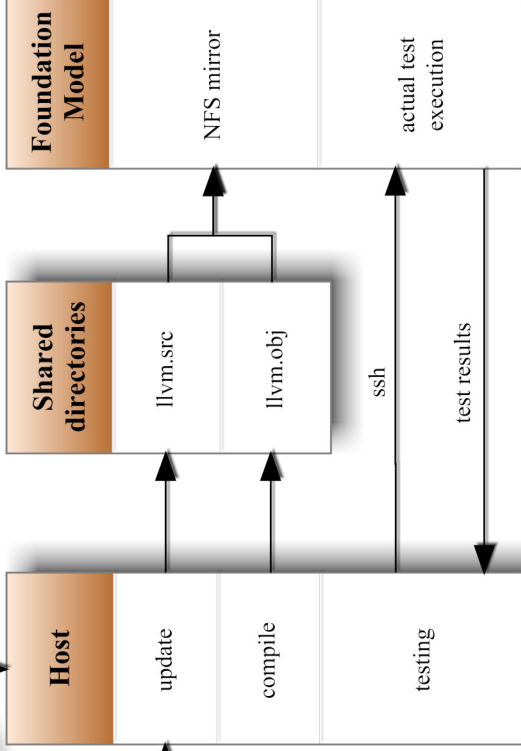 Host
update
compile
testing
Shared
directories
llvm.src
llvm.obj
ssh
test results
Foundation
Model
NFS mirror
actual test
execution